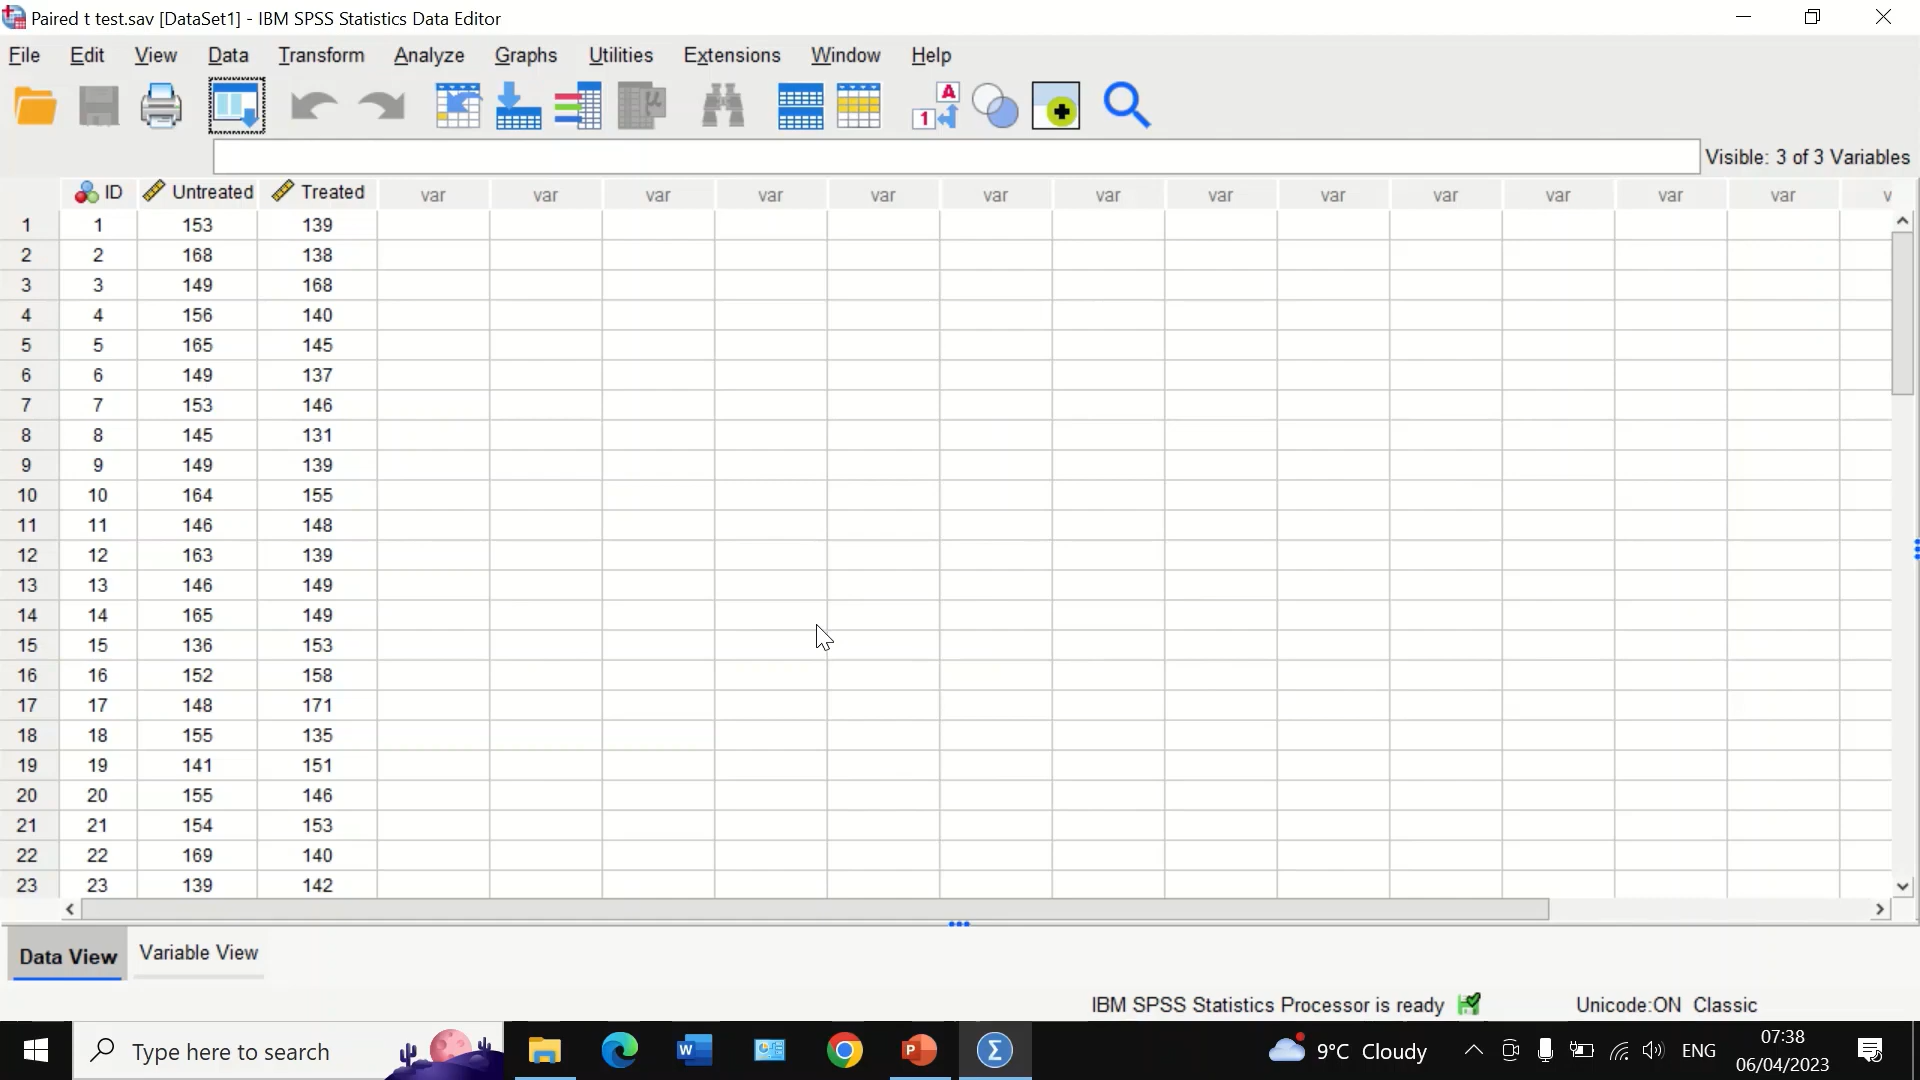 Paired t test.sav [DataSet1] - IBM SPSS Statistics Data Editor
File Edit View Data Transform Analyze Graphs Utilities Extensions Window Help
Visible: 3 of 3 Variables
ID Untreated Treated var var var var var var var var var var var var var v
1 1 153 139
2 2 168 138
3 3 149 168
4 4 156 140
5 5 165 145
6 6 149 137
7 7 153 146
8 8 145 131
9 9 149 139
10 10 164 155
11 11 146 148
12 12 163 139
13 13 146 149
14 14 165 149
15 15 136 153
16 16 152 158
17 17 148 171
18 18 155 135
19 19 141 151
20 20 155 146
21 21 154 153
22 22 169 140
23 23 139 142
Data View Variable View
IBM SPSS Statistics Processor is ready Unicode:ON Classic
Type here to search 9°C Cloudy ENG 07:38
06/04/2023